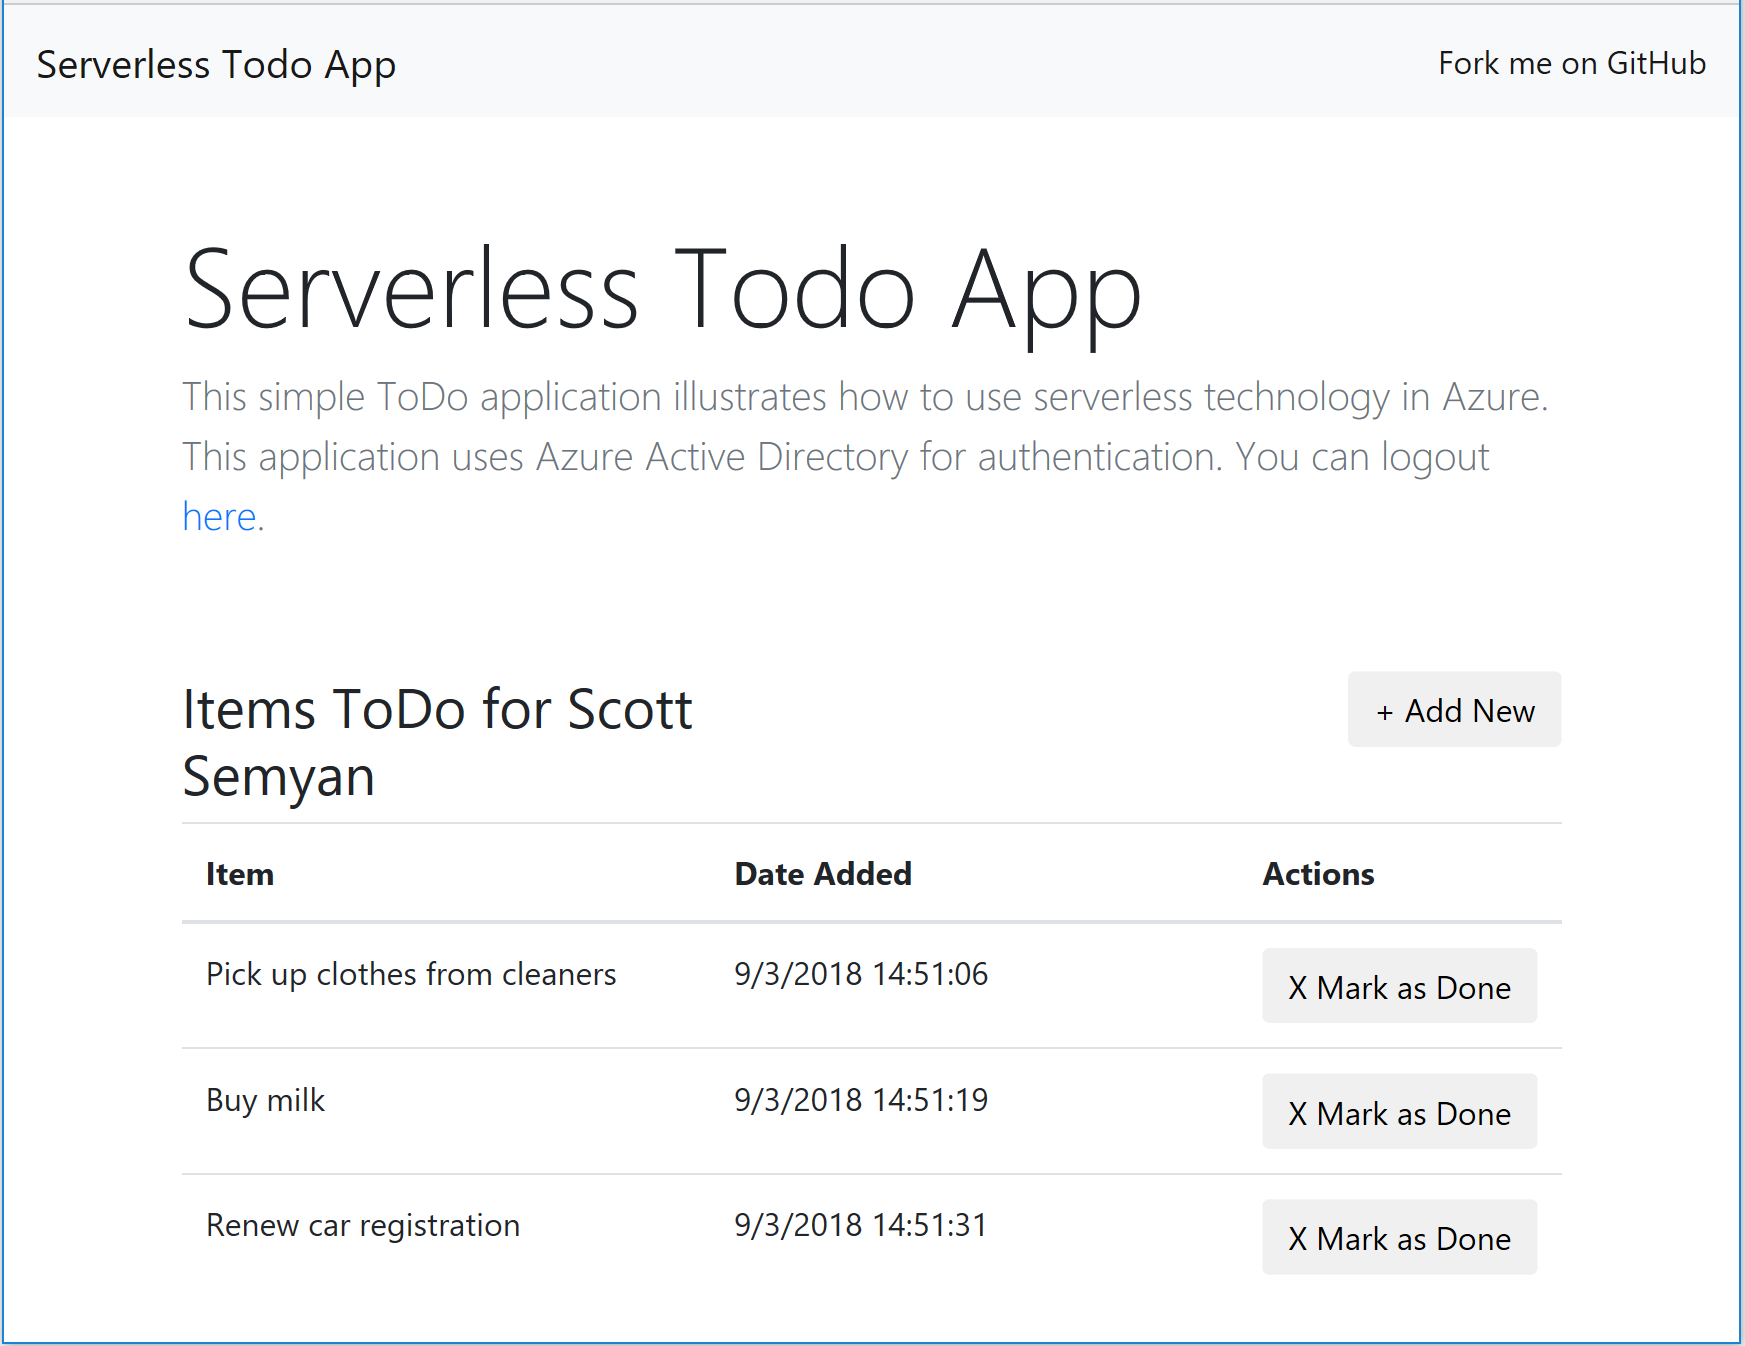 Serverless Todo App
Fork me on GitHub
Serverless Todo App
This simple ToDo application illustrates how to use serverless technology in Azure.
This application uses Azure Active Directory for authentication. You can logout
here.
Items ToDo for Scott
Semyan
+ Add New
Item Date Added Actions
Pick up clothes from cleaners 9/3/2018 14:51:06 X Mark as Done
Buy milk 9/3/2018 14:51:19 X Mark as Done
Renew car registration 9/3/2018 14:51:31 X Mark as Done